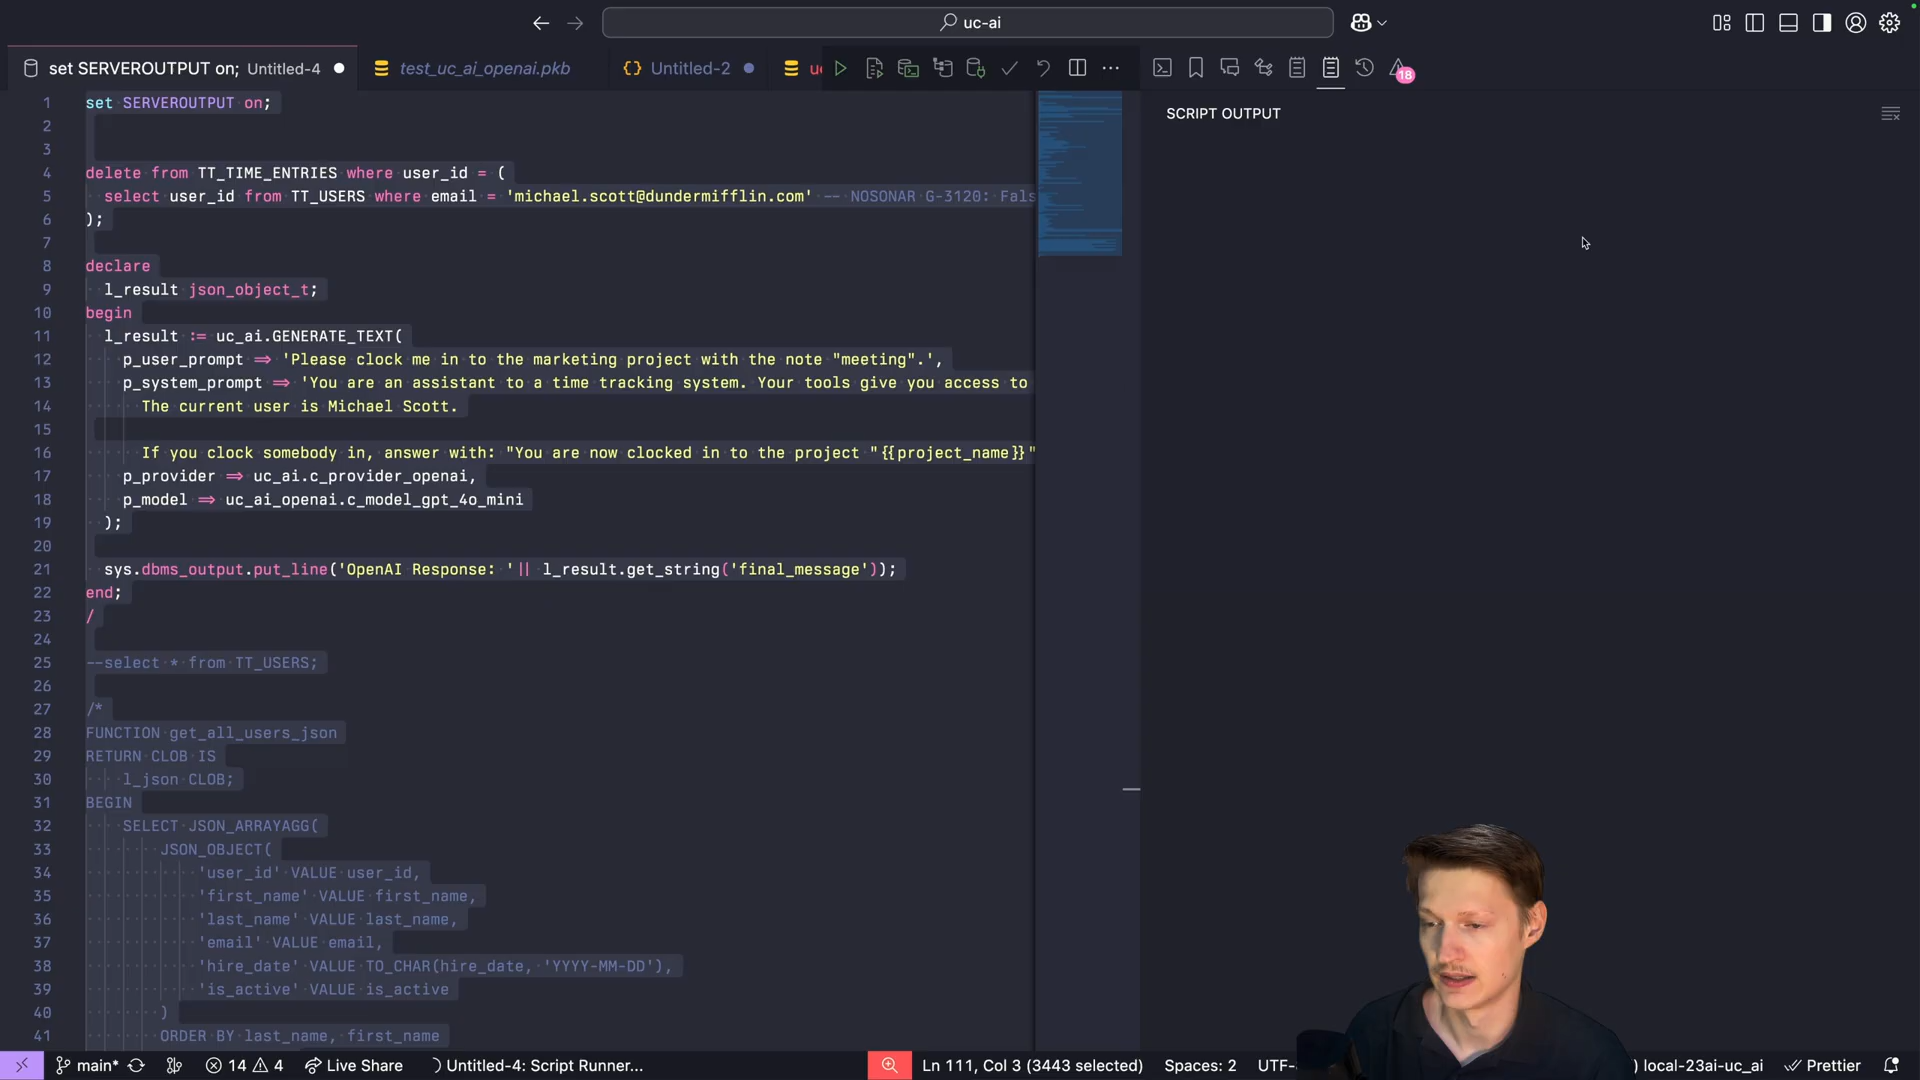 uc-ai
set SERVEROUTPUT on; Untitled-4
test_uc_ai_openai.pkb
Untitled-2
18
SCRIPT OUTPUT
1 set SERVEROUTPUT on;
2
3
4 delete from TT_TIME_ENTRIES where user_id = (
5 select user_id from TT_USERS where email = 'michael.scott@dundermifflin.com' -- NOSONAR G-3120: Fals
6 );
7
8 declare
9 l_result json_object_t;
10 begin
11 l_result := uc_ai.GENERATE_TEXT(
12 p_user_prompt => 'Please clock me in to the marketing project with the note "meeting".',
13 p_system_prompt => 'You are an assistant to a time tracking system. Your tools give you access to
14 The current user is Michael Scott.
15
16 If you clock somebody in, answer with: "You are now clocked in to the project "{{project_name}}"
17 p_provider => uc_ai.c_provider_openai,
18 p_model => uc_ai_openai.c_model_gpt_4o_mini
19 );
20
21 sys.dbms_output.put_line('OpenAI Response: '|| l_result.get_string('final_message'));
22 end;
23 /
24
25 --select * from TT_USERS;
26
27 /*
28 FUNCTION get_all_users_json
29 RETURN CLOB IS
30 l_json CLOB;
31 BEGIN
32 SELECT JSON_ARRAYAGG(
33 JSON_OBJECT(
34 'user_id' VALUE user_id,
35 'first_name' VALUE first_name,
36 'last_name' VALUE last_name,
37 'email' VALUE email,
38 'hire_date' VALUE TO_CHAR(hire_date, 'YYYY-MM-DD'),
39 'is_active' VALUE is_active
40 )
41 ORDER BY last_name, first_name
main* 14 4 Live Share Untitled-4: Script Runner... Ln 111, Col 3 (3443 selected) Spaces: 2 UTF- ) local-23ai-uc_ai Prettier